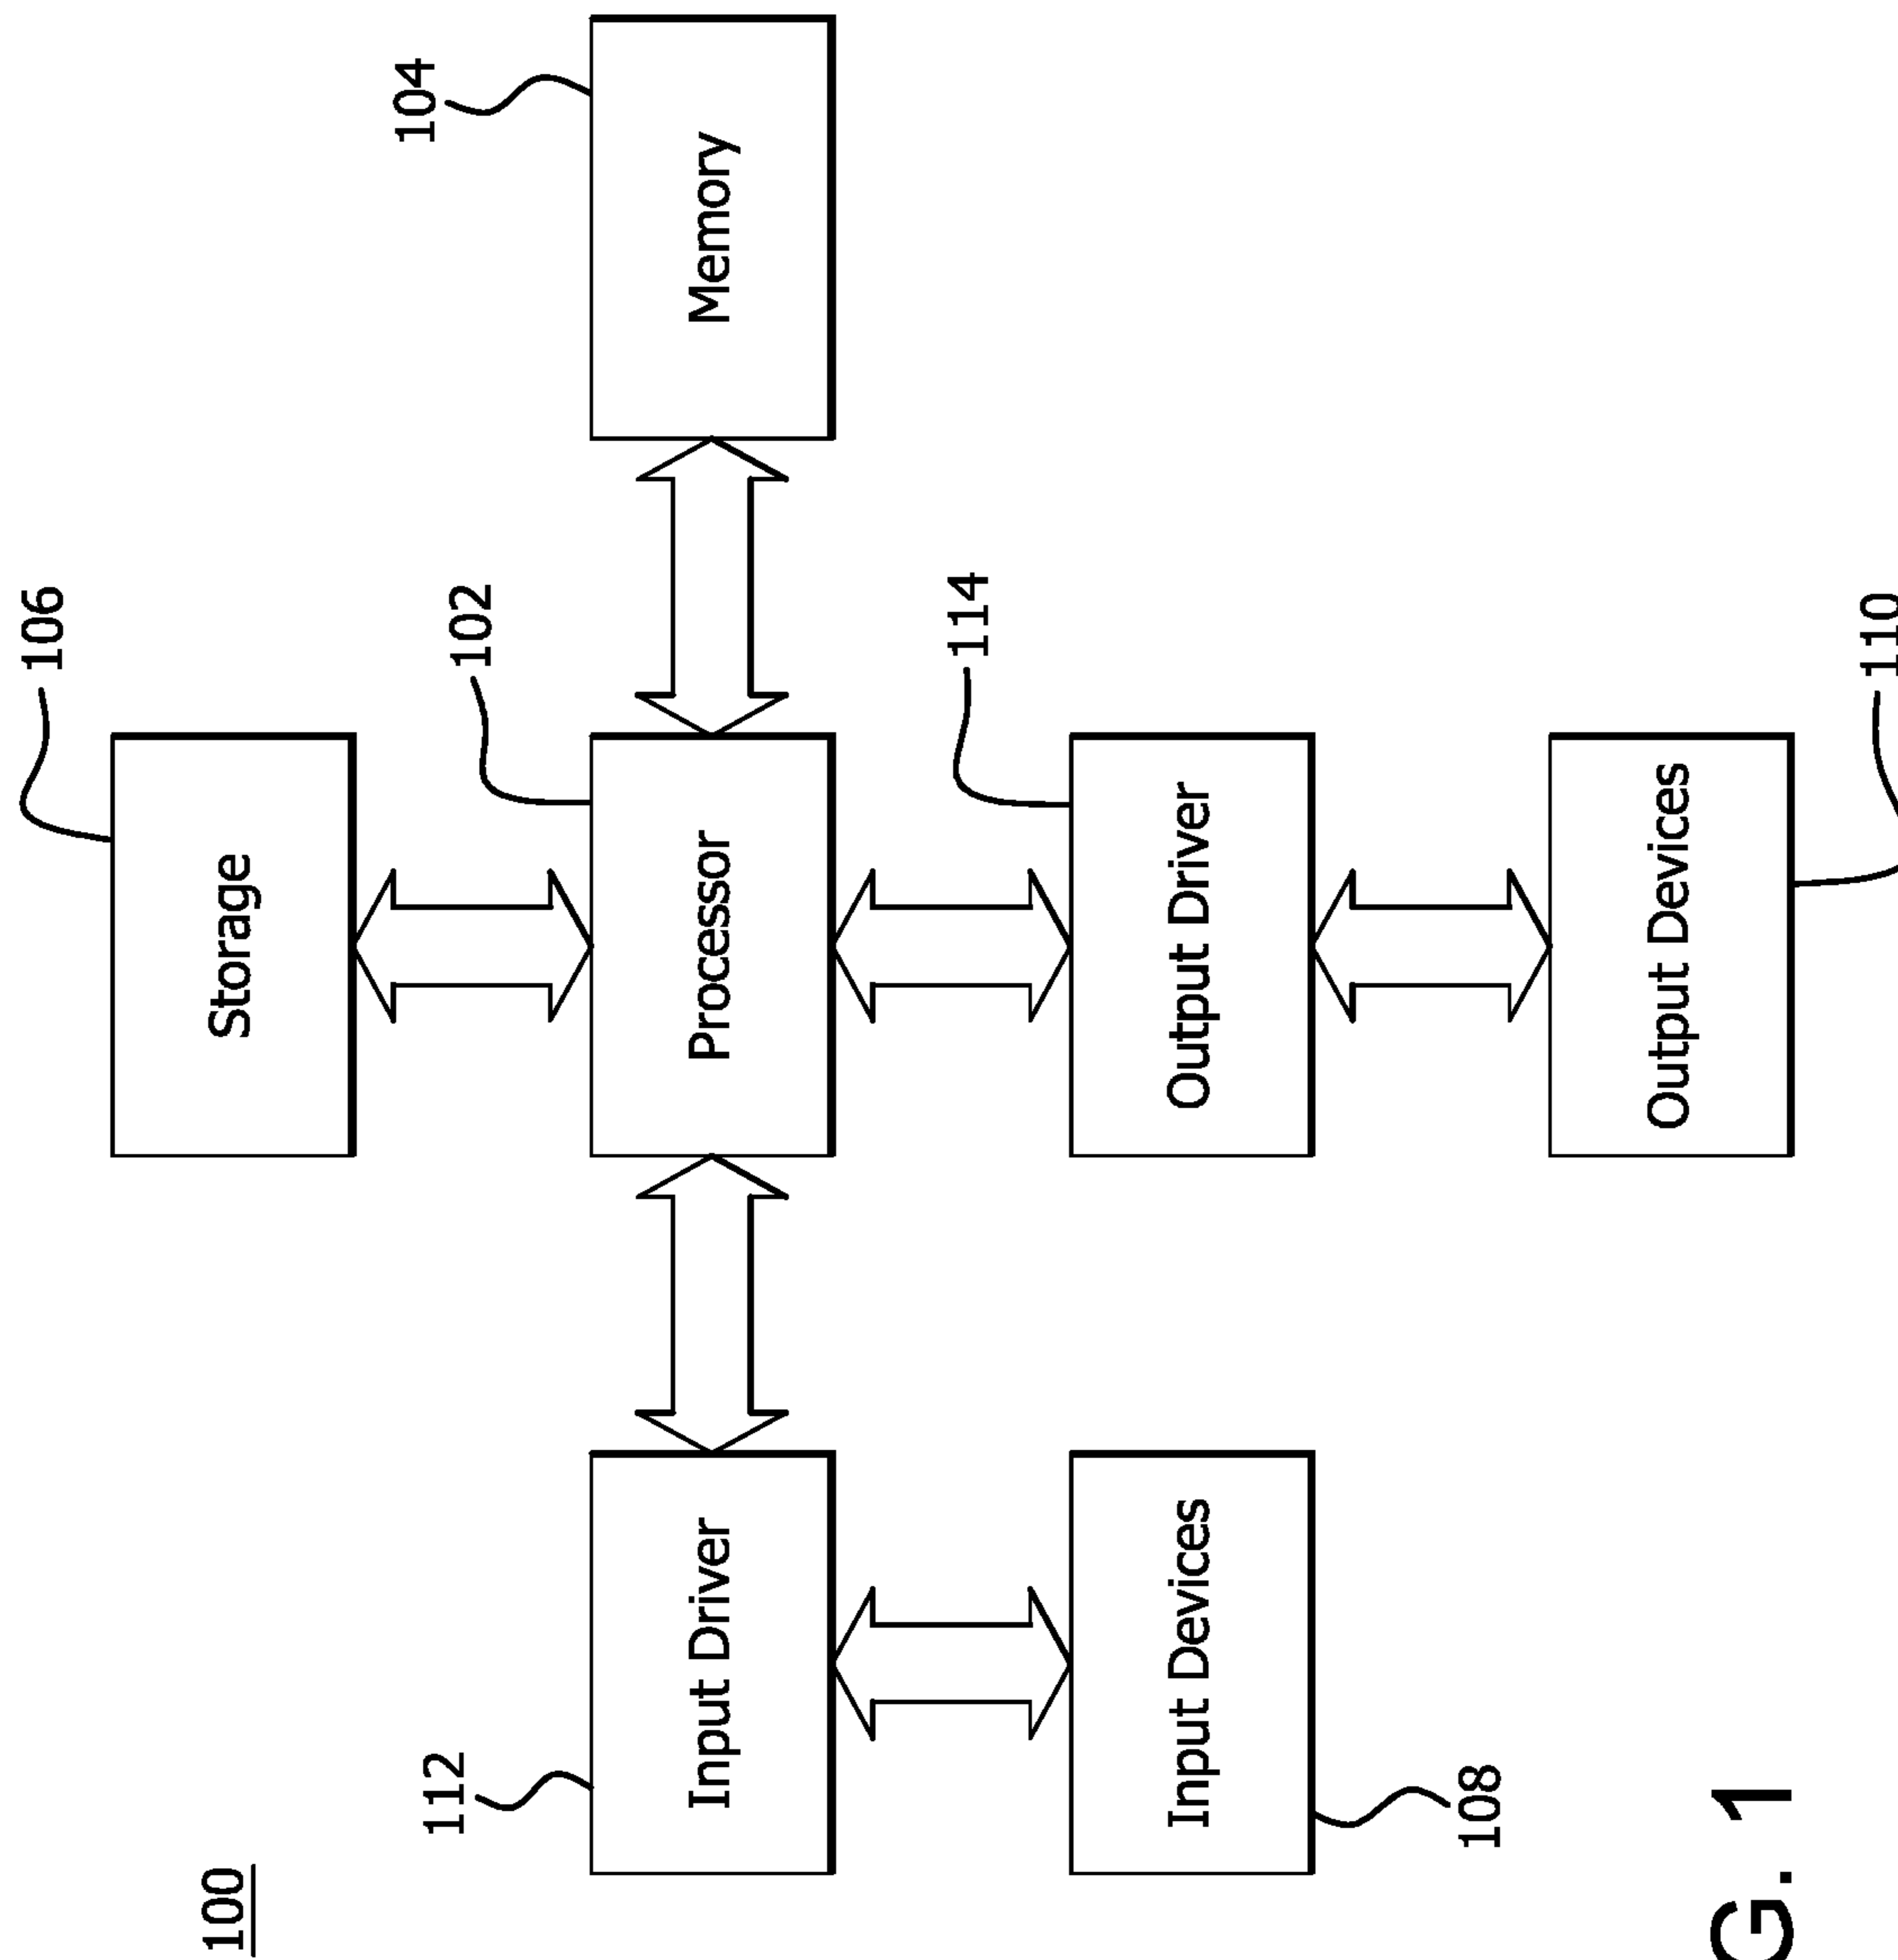 100
106
Storage
112
102
104
Input Driver
Processor
Memory
114
Input Devices
Output Driver
108
Output Devices
110
G. 1